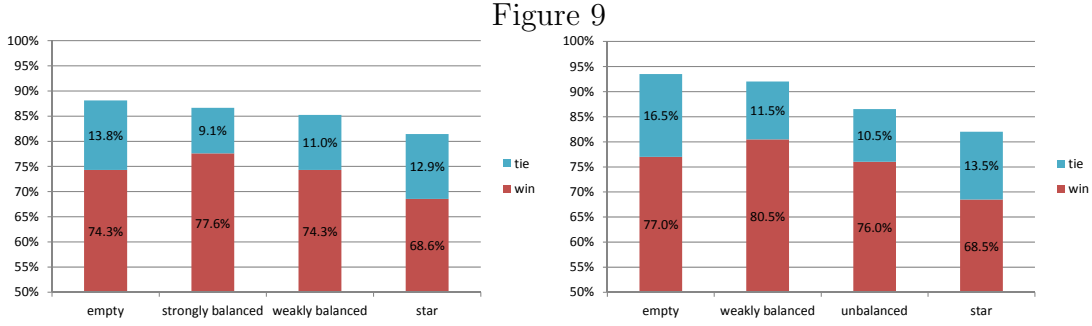 Figure 9
100%
95%
90%
85%
80%
75%
70%
65%
60%
55%
50%
13.8%
9.1%
11.0%
12.9%
74.3%
77.6%
74.3%
68.6%
empty
strongly balanced
weakly balanced
star
tie
win
100%
95%
90%
85%
80%
75%
70%
65%
60%
55%
50%
16.5%
11.5%
10.5%
13.5%
77.0%
80.5%
76.0%
68.5%
empty
weakly balanced
unbalanced
star
tie
win